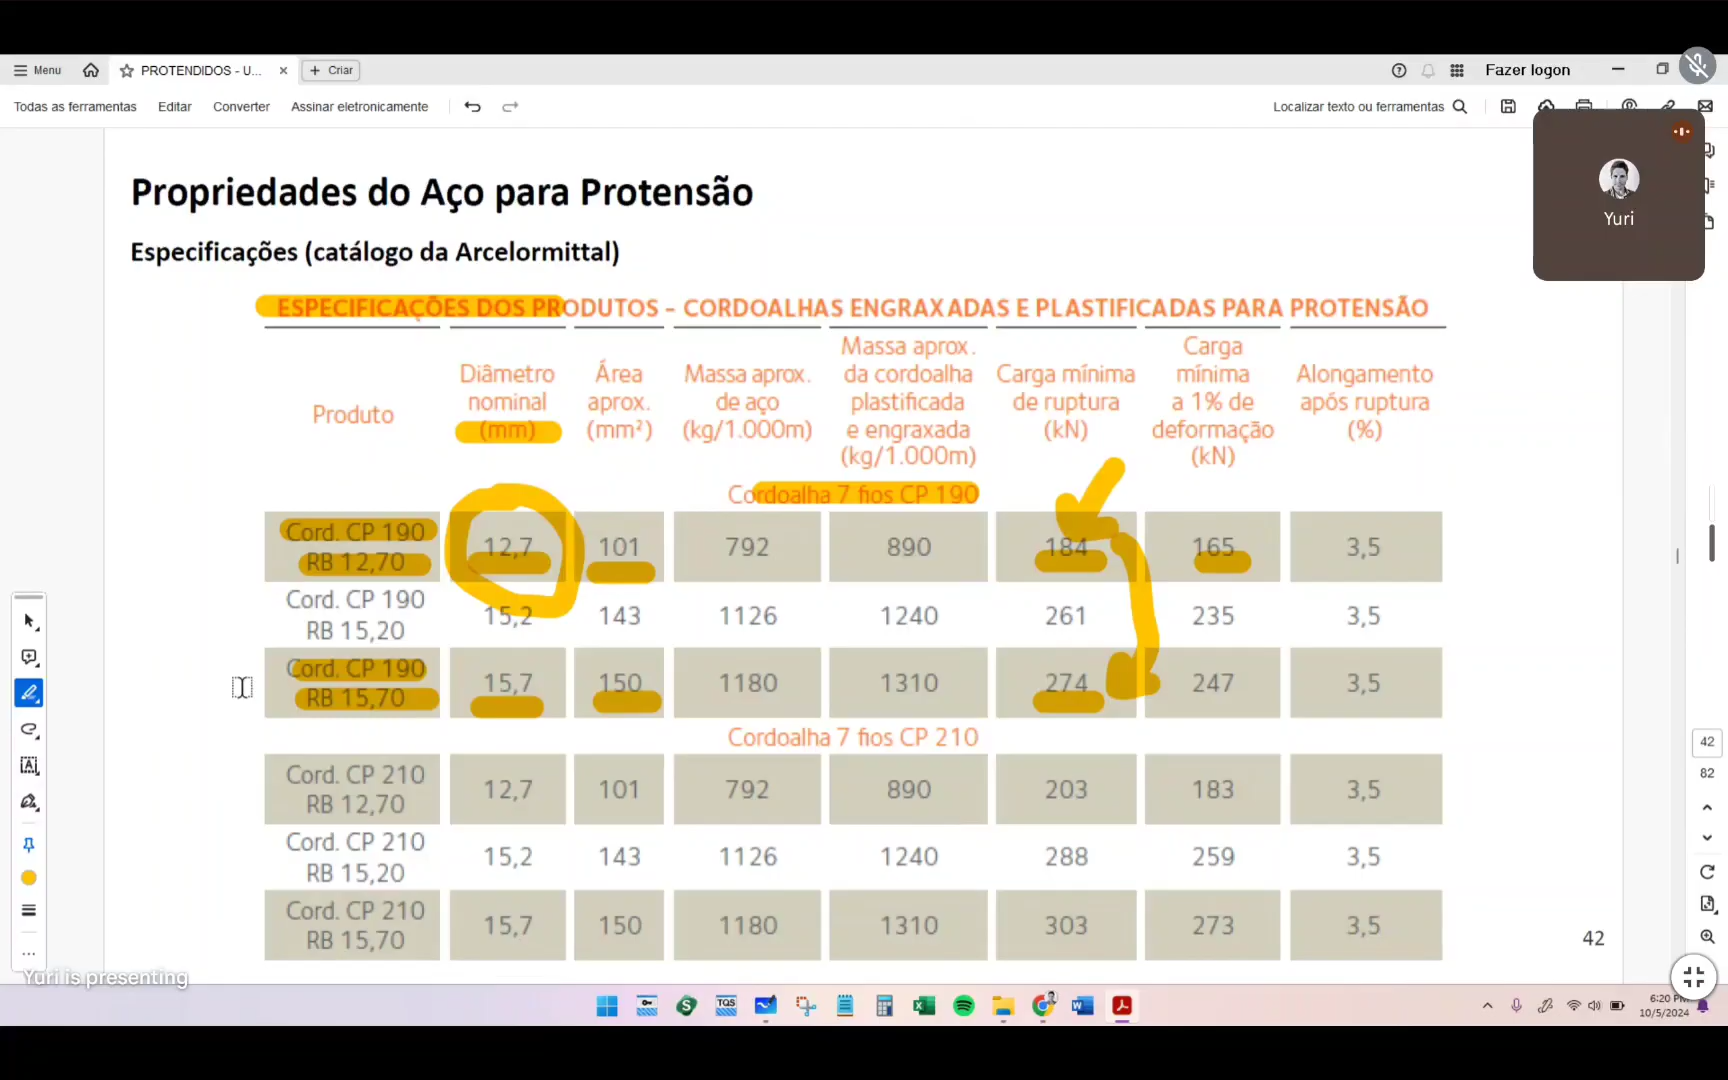 Menu
PROTENDIDOS - U...
Criar
Fazer logon
Todas as ferramentas
Editar
Converter
Assinar eletronicamente
Localizar texto ou ferramentas
Yuri
Propriedades do Aço para Protensão
Especificações (catálogo da Arcelormittal)
ESPECIFICAÇÕES DOS PRODUTOS – CORDOALHAS ENGRAXADAS E PLASTIFICADAS PARA PROTENSÃO
Produto
Diâmetro nominal (mm)
Área aprox. (mm²)
Massa aprox. de aço (kg/1.000m)
Massa aprox. da cordoalha plastificada e engraxada (kg/1.000m)
Carga mínima de ruptura (kN)
Carga mínima a 1% de deformação (kN)
Alongamento após ruptura (%)
Cordoalha 7 fios CP 190
Cord. CP 190 RB 12,70 12,7 101 792 890 184 165 3,5
Cord. CP 190 RB 15,20 15,2 143 1126 1240 261 235 3,5
Cord. CP 190 RB 15,70 15,7 150 1180 1310 274 247 3,5
Cordoalha 7 fios CP 210
Cord. CP 210 RB 12,70 12,7 101 792 890 203 183 3,5
Cord. CP 210 RB 15,20 15,2 143 1126 1240 288 259 3,5
Cord. CP 210 RB 15,70 15,7 150 1180 1310 303 273 3,5
42
42
82
Yuri is presenting
TQS
6:20 PM
10/5/2024